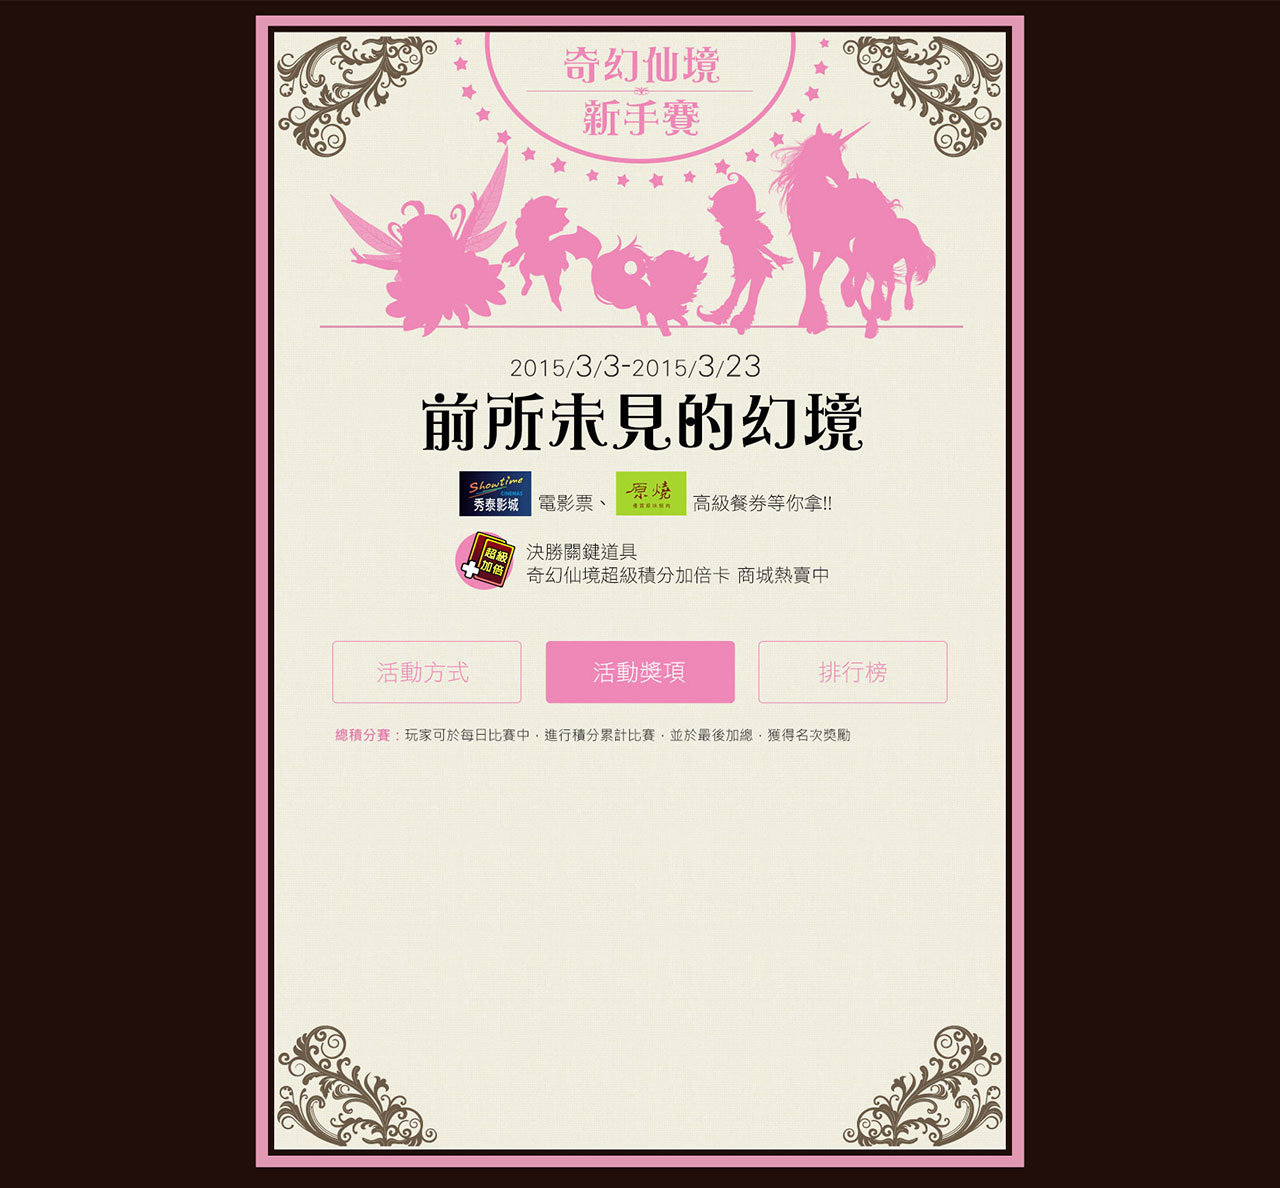 奇幻仙境
新手賽
2015/3/3-2015/3/23
前所未見的幻境
Showtime
CINEMAS
秀泰影城
電影票、
原燒
高級餐券等你拿!!
超級
加倍
決勝關鍵道具
奇幻仙境超級積分加倍卡 商城熱賣中
活動方式
活動獎項
排行榜
總積分賽：玩家可於每日比賽中，進行積分累計比賽，並於最後加總，獲得名次獎勵